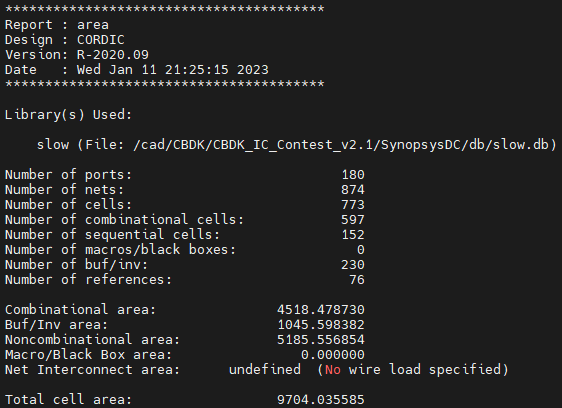 ****************************************
Report : area
Design : CORDIC
Version: R-2020.09
Date   : Wed Jan 11 21:25:15 2023
****************************************
Library(s) Used:
slow (File: /cad/CBDK/CBDK_IC_Contest_v2.1/SynopsysDC/db/slow.db)
Number of ports: 180
Number of nets: 874
Number of cells: 773
Number of combinational cells: 597
Number of sequential cells: 152
Number of macros/black boxes: 0
Number of buf/inv: 230
Number of references: 76
Combinational area: 4518.478730
Buf/Inv area: 1045.598382
Noncombinational area: 5185.556854
Macro/Black Box area: 0.000000
Net Interconnect area: undefined (No wire load specified)
Total cell area: 9704.035585